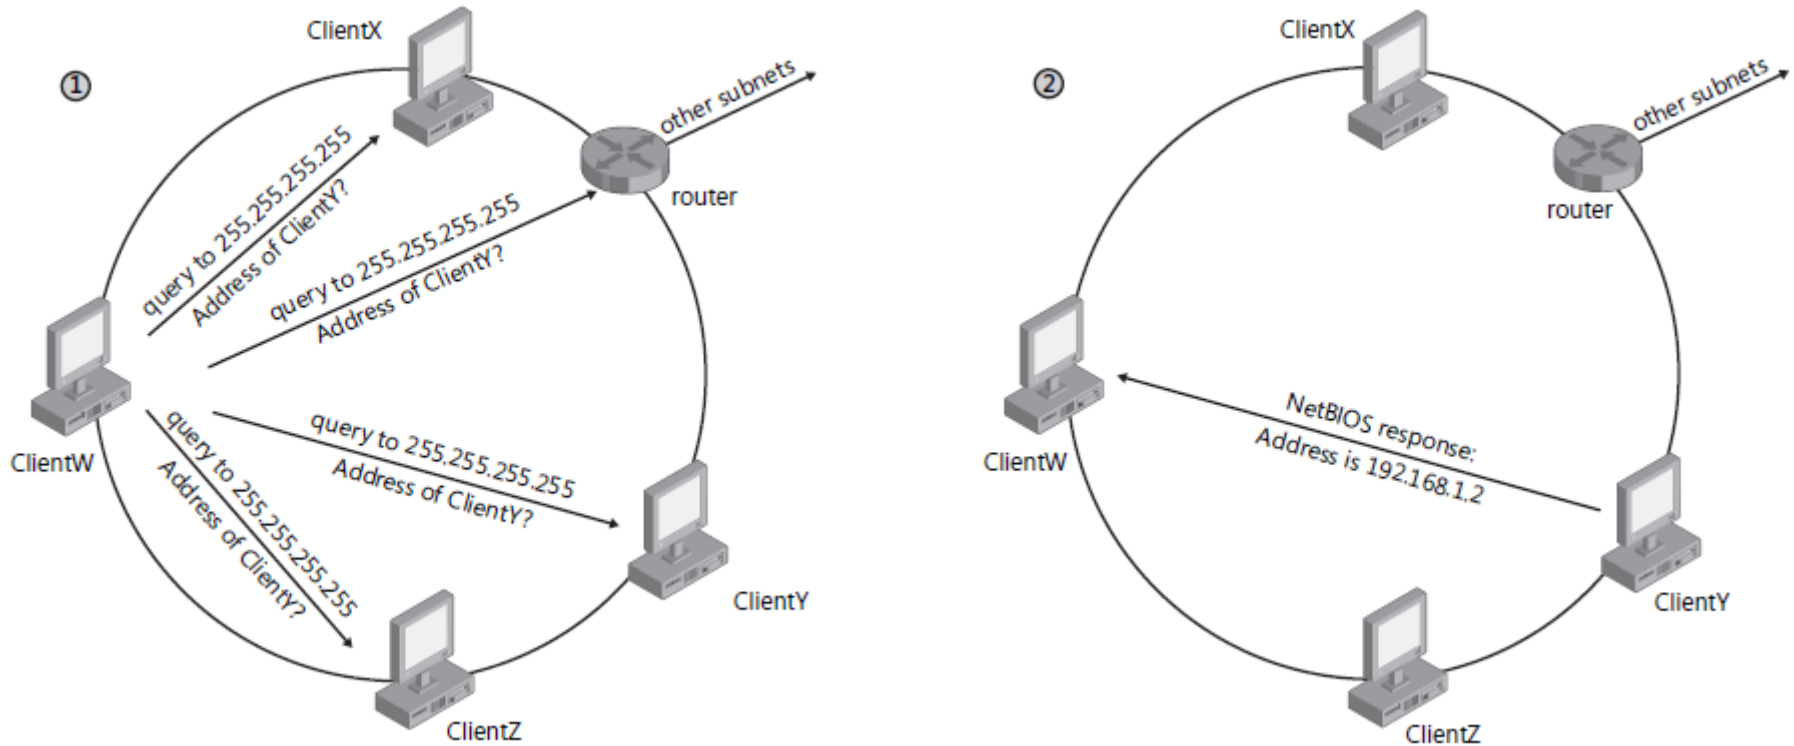 1
ClientX
other subnets
router
query to 255.255.255.255
Address of ClientY?
query to 255.255.255.255
Address of ClientY?
ClientW
query to 255.255.255.255
Address of ClientY?
query to 255.255.255.255
Address of ClientY?
ClientY
ClientZ
2
ClientX
other subnets
router
NetBIOS response:
Address is 192.168.1.2
ClientW
ClientY
ClientZ